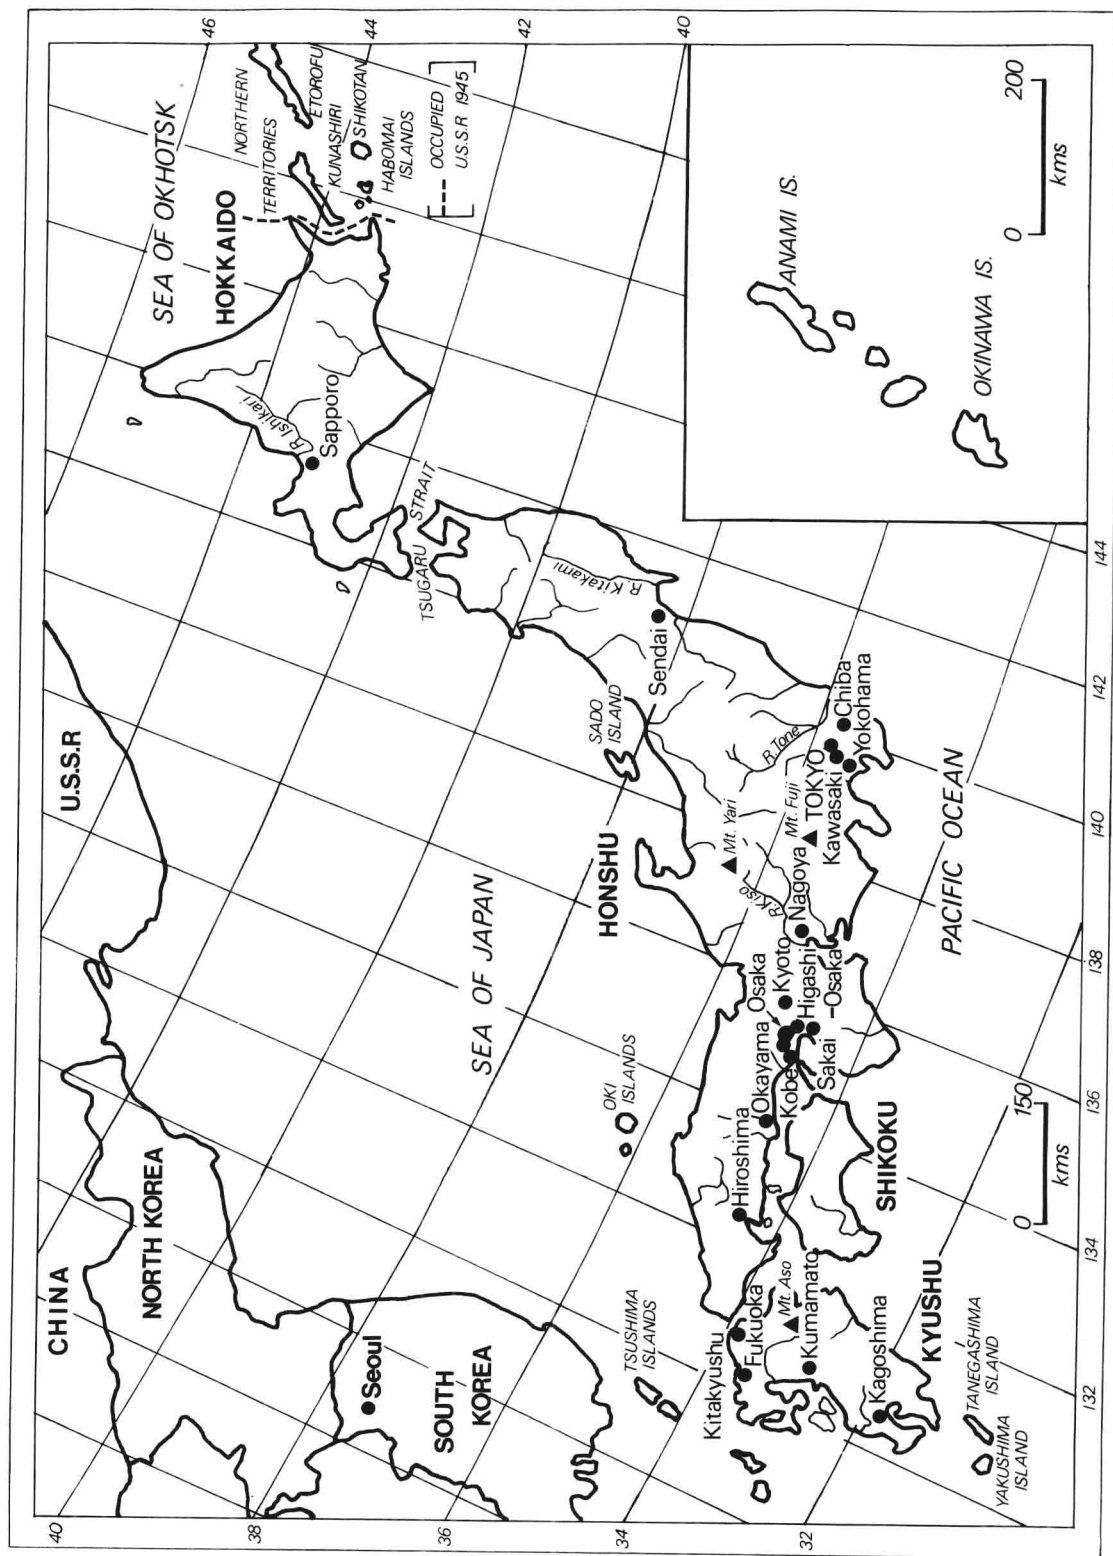 46
44
42
40
SEA OF OKHOTSK
HOKKAIDO
NORTHERN
TERRITORIES
ETOROFU
KUNASHIRI
SHIKOTAN
HABOMAI
ISLANDS
OCCUPIED
U.S.S.R 1945
R. Ishikari
Sapporo
TSUGARU STRAIT
ANAMI IS.
OKINAWA IS.
0 200
kms
U.S.S.R
CHINA
NORTH KOREA
Seoul
SOUTH
KOREA
SEA OF JAPAN
SADO
ISLAND
HONSHU
OKI
ISLANDS
TSUSHIMA
ISLANDS
R. Kitakami
Sendai
R. Tone
Mt. Yari
Mt. Fuji
TOKYO
Kawasaki
Chiba
Yokohama
R. Kiso
Nagoya
Kyoto
Osaka
Higashi
-Osaka
Sakai
Kobe
Okayama
Hiroshima
PACIFIC OCEAN
SHIKOKU
Kitakyushu
Fukuoka
Mt. Aso
Kumamato
Kagoshima
KYUSHU
TANEGASHIMA
ISLAND
YAKUSHIMA
ISLAND
0 150
kms
40
38
36
34
32
132
134
136
138
140
142
144